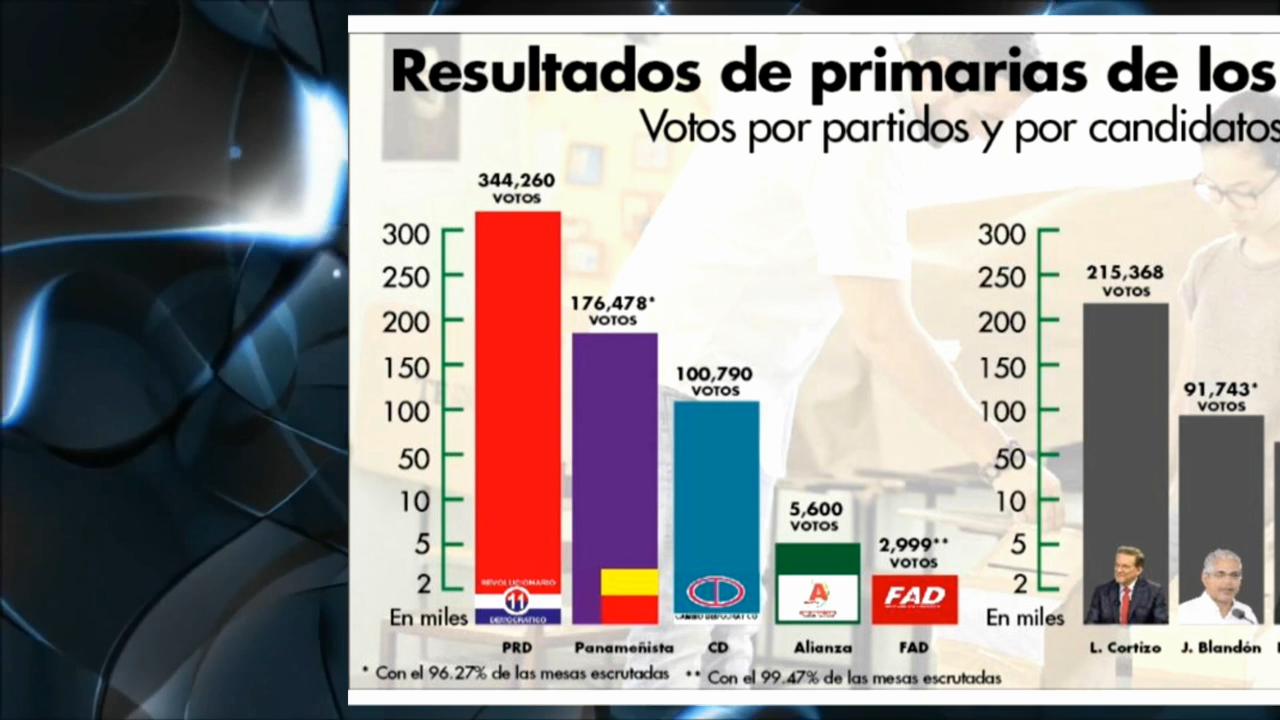 Resultados de primarias de los
Votos por partidos y por candidatos
344,260
VOTOS
176,478*
VOTOS
100,790
VOTOS
5,600
VOTOS
2,999**
VOTOS
300
250
200
150
100
50
10
5
2
En miles
REVOLUCIONARIO
11
DEMOCRATICO
CAMBIO DEMOCRATICO
A
FAD
PRD
Panameñista
CD
Alianza
FAD
* Con el 96.27% de las mesas escrutadas
** Con el 99.47% de las mesas escrutadas
300
250
200
150
100
50
10
5
2
En miles
215,368
VOTOS
91,743*
VOTOS
L. Cortizo
J. Blandón